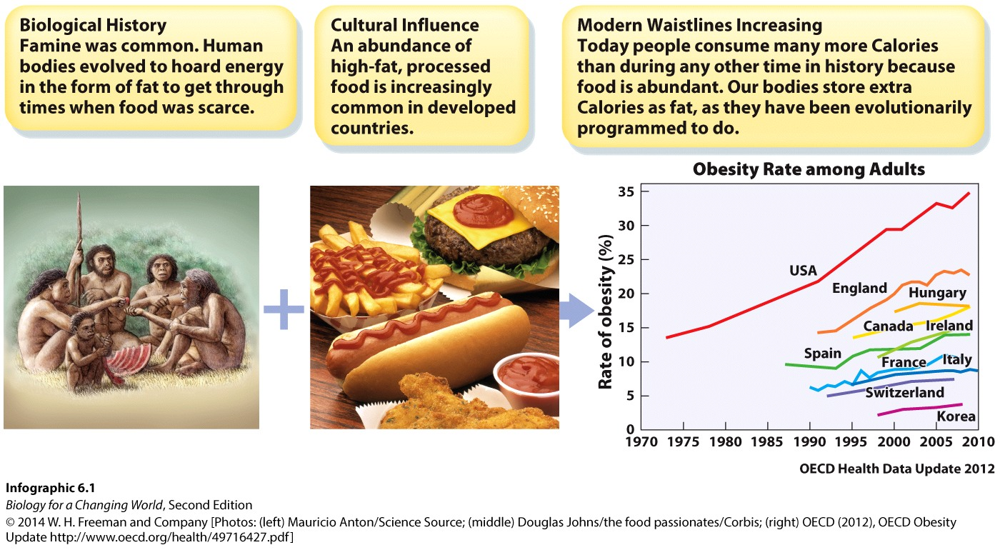 Biological History
Famine was common. Human
bodies evolved to hoard energy
in the form of fat to get through
times when food was scarce.
Cultural Influence
An abundance of
high-fat, processed
food is increasingly
common in developed
countries.
Modern Waistlines Increasing
Today people consume many more Calories
than during any other time in history because
food is abundant. Our bodies store extra
Calories as fat, as they have been evolutionarily
programmed to do.
Obesity Rate among Adults
Rate of obesity (%)
35
30
25
20
15
10
5
0
USA
England
Hungary
Canada
Ireland
Spain
France
Italy
Switzerland
Korea
1970 1975 1980 1985 1990 1995 2000 2005 2010
OECD Health Data Update 2012
Infographic 6.1
Biology for a Changing World, Second Edition
© 2014 W. H. Freeman and Company [Photos: (left) Mauricio Anton/Science Source; (middle) Douglas Johns/the food passionates/Corbis; (right) OECD (2012), OECD Obesity
Update http://www.oecd.org/health/49716427.pdf]